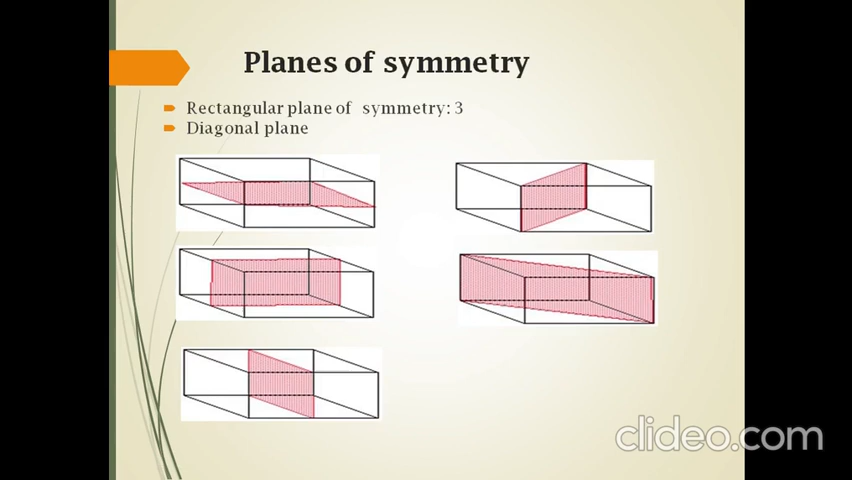 Planes of symmetry
Rectangular plane of symmetry: 3
Diagonal plane
clideo.com